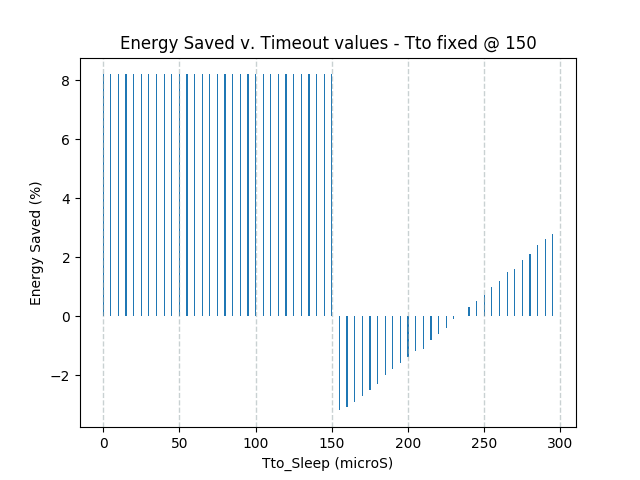 Energy Saved v. Timeout values - Tto fixed @ 150
Energy Saved (%)
8
6
4
2
0
−2
0 50 100 150 200 250 300
Tto_Sleep (microS)